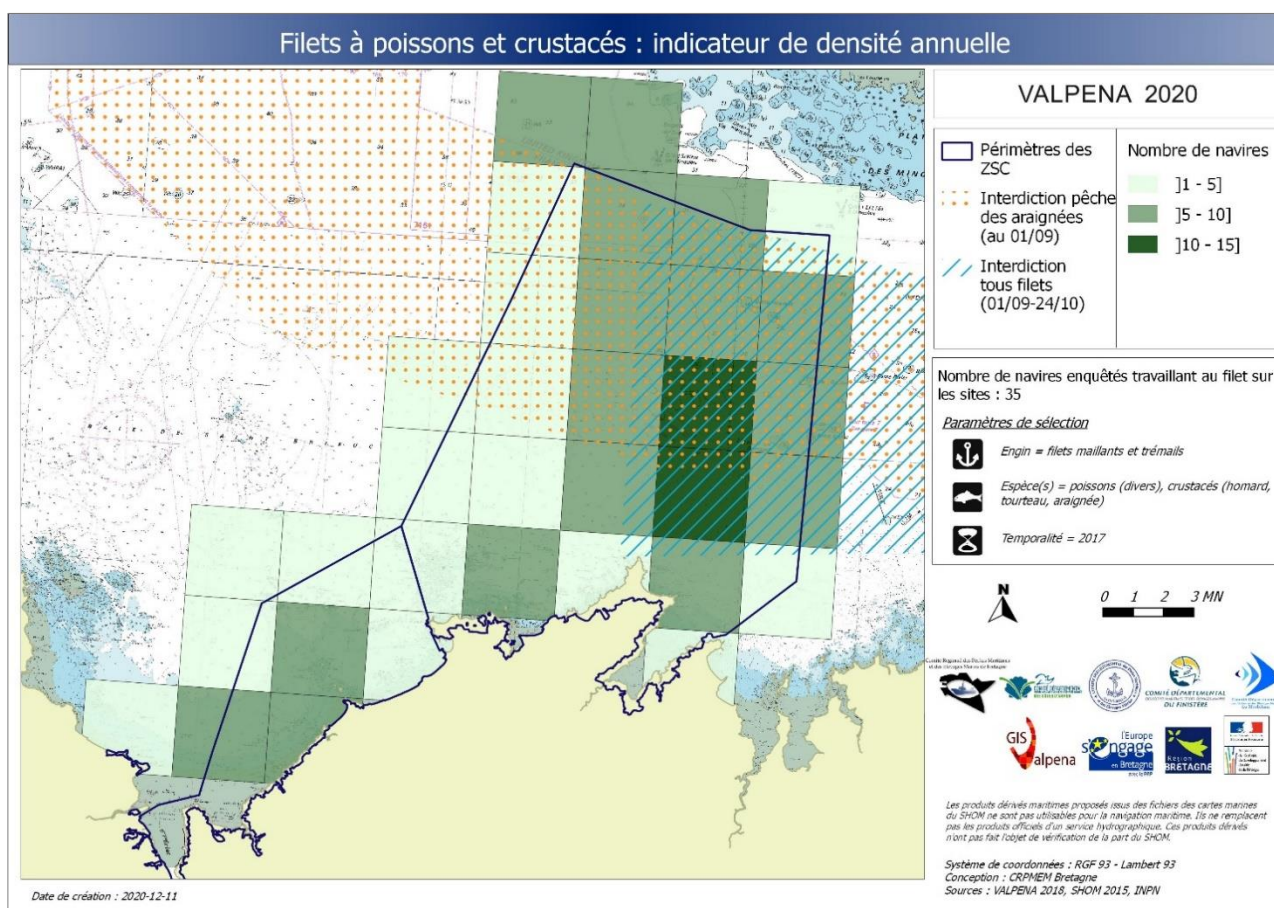 Filets à poissons et crustacés : indicateur de densité annuelle
VALPENA 2020
Périmètres des
ZSC
Interdiction pêche
des araignées
(au 01/09)
Interdiction
tous filets
(01/09-24/10)
Nombre de navires
]1 - 5]
]5 - 10]
]10 - 15]
Nombre de navires enquêtés travaillant au filet sur
les sites : 35
Paramètres de sélection
Engin = filets maillants et trémails
Espèce(s) = poissons (divers), crustacés (homard,
tourteau, araignée)
Temporalité = 2017
N
0 1 2 3 MN
COMITÉ DÉPARTEMENTAL
DU FINISTÈRE
GIS
Valpena
l'Europe
s'engage
en Bretagne
Région
BRETAGNE
Les produits dérivés maritimes proposés issus des fichiers des cartes marines
du SHOM ne sont pas utilisables pour la navigation maritime. Ils ne remplacent
pas les produits officiels d'un service hydrographique. Ces produits dérivés
n'ont pas fait l'objet de vérification de la part du SHOM.
Système de coordonnées : RGF 93 - Lambert 93
Conception : CRPMEM Bretagne
Sources : VALPENA 2018, SHOM 2015, INPN
Date de création : 2020-12-11